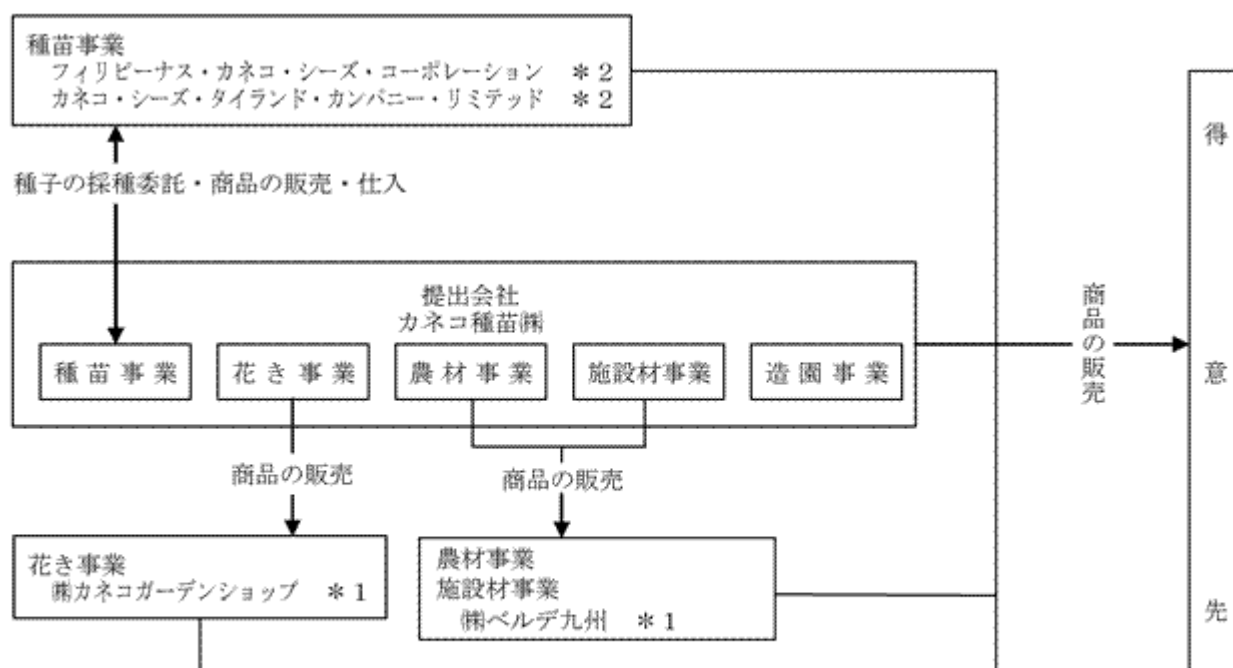 種苗事業
フィリピーナス・カネコ・シーズ・コーポレーション ＊2
カネコ・シーズ・タイランド・カンパニー・リミテッド ＊2
種子の採種委託・商品の販売・仕入
提出会社
カネコ種苗㈱
種苗事業
花き事業
農材事業
施設材事業
造園事業
商品の販売
得意先
商品の販売
商品の販売
花き事業
㈱カネコガーデンショップ ＊1
農材事業
施設材事業
㈱ベルデ九州 ＊1